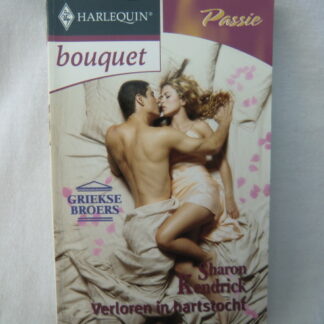 HARLEQUIN®
Passie
bouquet
GRIEKSE
BROERS
Sharon
Kendrick
Verloren in hartstocht